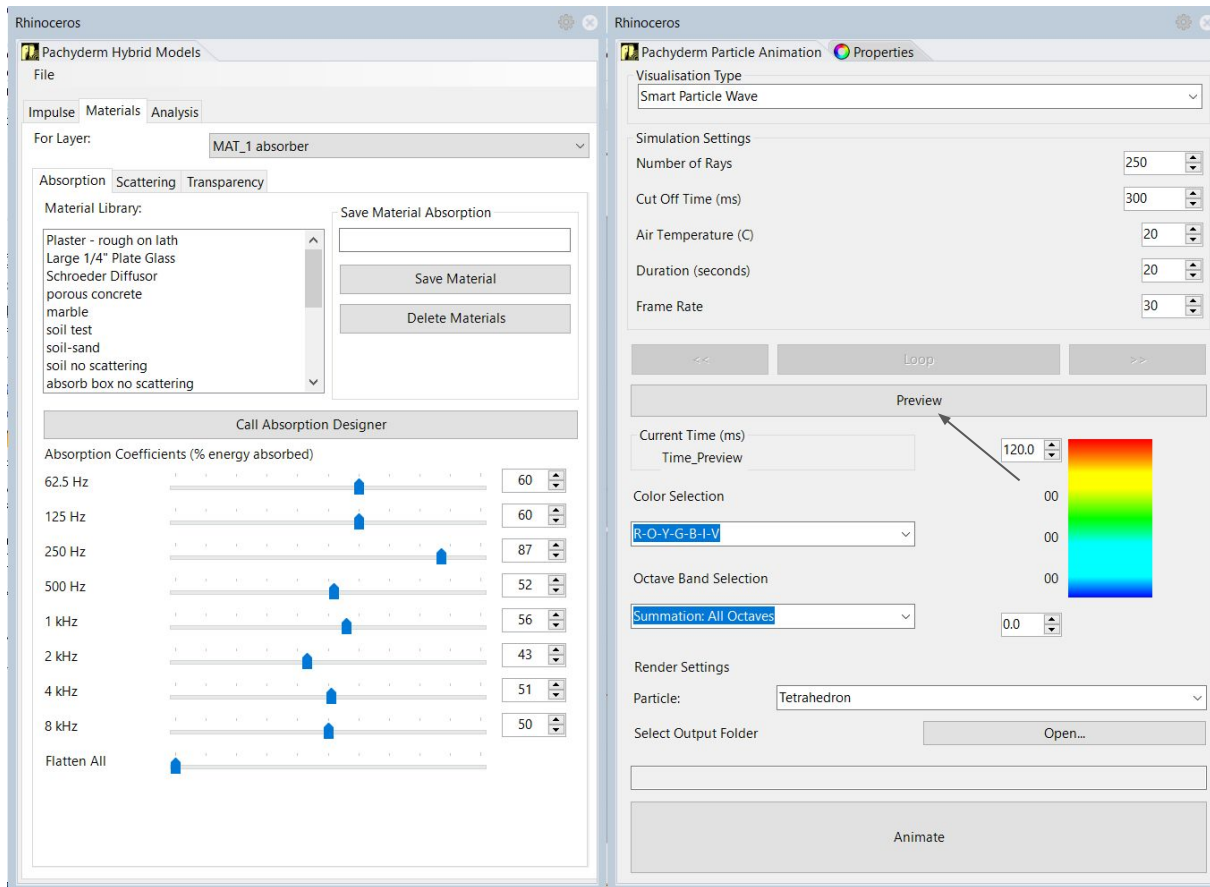 Rhinoceros
Pachyderm Hybrid Models
File
Impulse Materials Analysis
For Layer: MAT_1 absorber
Absorption Scattering Transparency
Material Library:
Plaster - rough on lath
Large 1/4" Plate Glass
Schroeder Diffusor
porous concrete
marble
soil test
soil-sand
soil no scattering
absorb box no scattering
Save Material Absorption
Save Material
Delete Materials
Call Absorption Designer
Absorption Coefficients (% energy absorbed)
62.5 Hz 60
125 Hz 60
250 Hz 87
500 Hz 52
1 kHz 56
2 kHz 43
4 kHz 51
8 kHz 50
Flatten All
Rhinoceros
Pachyderm Particle Animation Properties
Visualisation Type
Smart Particle Wave
Simulation Settings
Number of Rays 250
Cut Off Time (ms) 300
Air Temperature (C) 20
Duration (seconds) 20
Frame Rate 30
<< Loop >>
Preview
Current Time (ms)
Time_Preview
120.0
Color Selection 00
R-O-Y-G-B-I-V 00
Octave Band Selection 00
Summation: All Octaves 0.0
Render Settings
Particle: Tetrahedron
Select Output Folder Open...
Animate